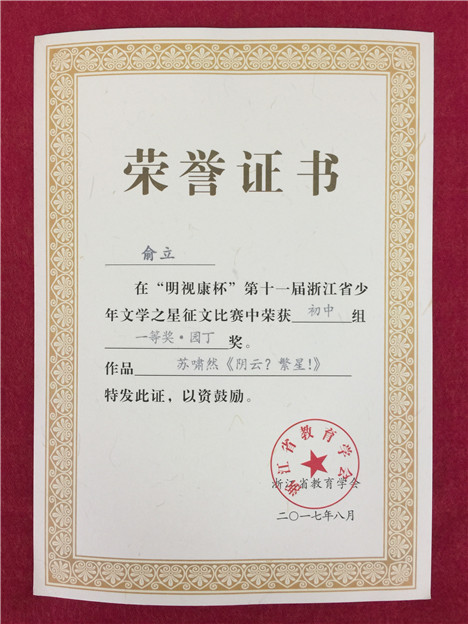 荣誉证书
俞立
在“明视康杯”第十一届浙江省少
年文学之星征文比赛中荣获初中组
一等奖·园丁奖。
作品苏啸然《阴云？繁星！》
特发此证，以资鼓励。
浙江省教育学会
浙江省教育学会
二〇一七年八月